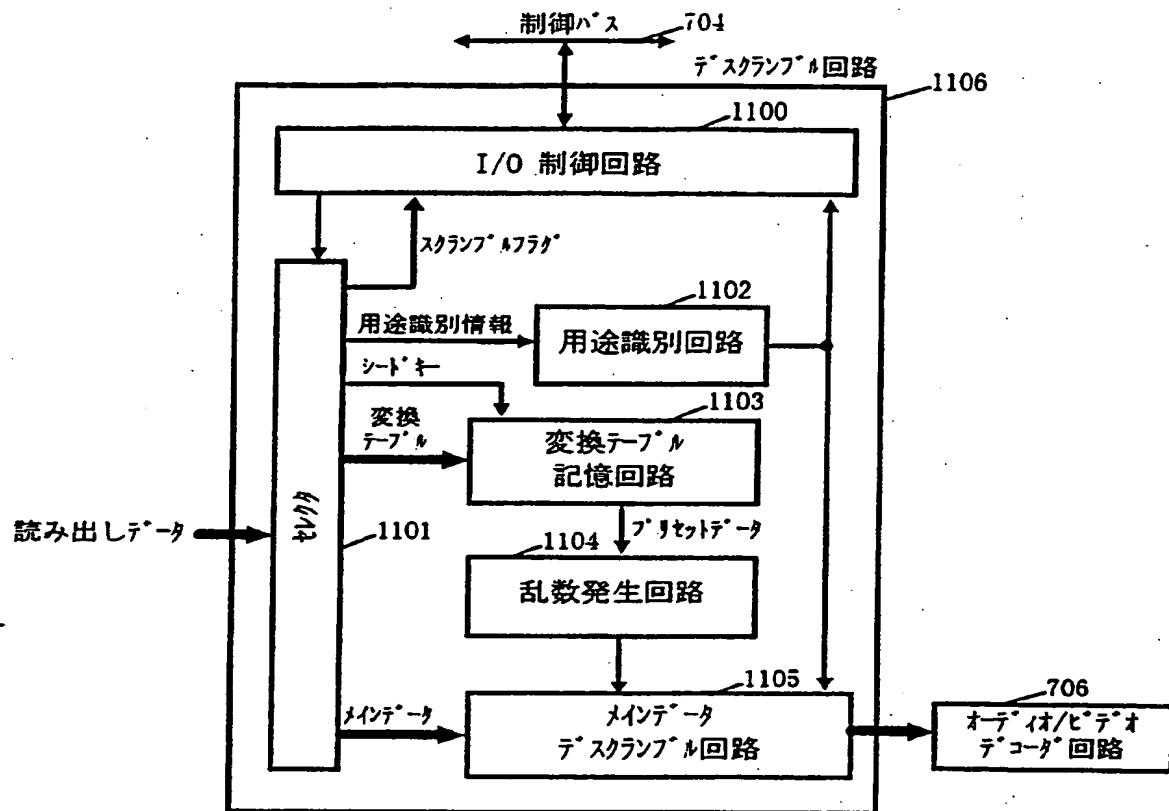 制御バス
704
デスクランブル回路
1106
1100
I/O 制御回路
スクランブルフラグ
1102
用途識別情報
用途識別回路
シードキー
1103
変換
テーブル
変換テーブル
記憶回路
セレクタ
読み出しデータ
1101
プリセットデータ
1104
乱数発生回路
1105
メインデータ
メインデータ
デスクランブル回路
706
オーディオ/ビデオ
デコーダ回路